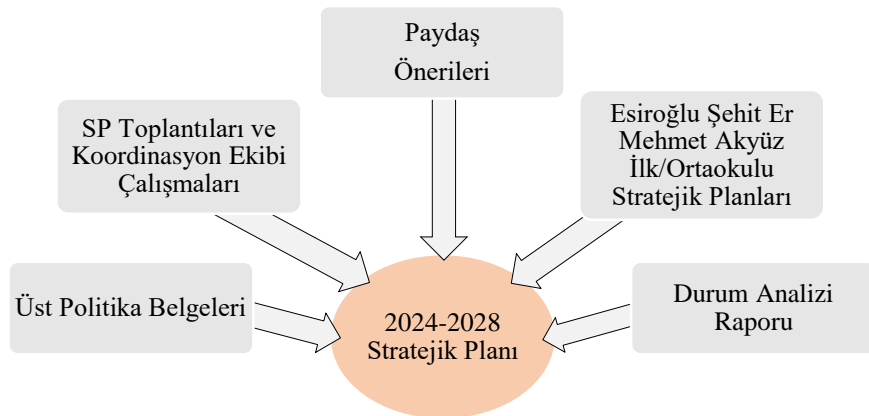 Paydaş
Önerileri
SP Toplantıları ve
Koordinasyon Ekibi
Çalışmaları
Esiroğlu Şehit Er
Mehmet Akyüz
İlk/Ortaokulu
Stratejik Planları
Üst Politika Belgeleri
2024-2028
Stratejik Planı
Durum Analizi
Raporu